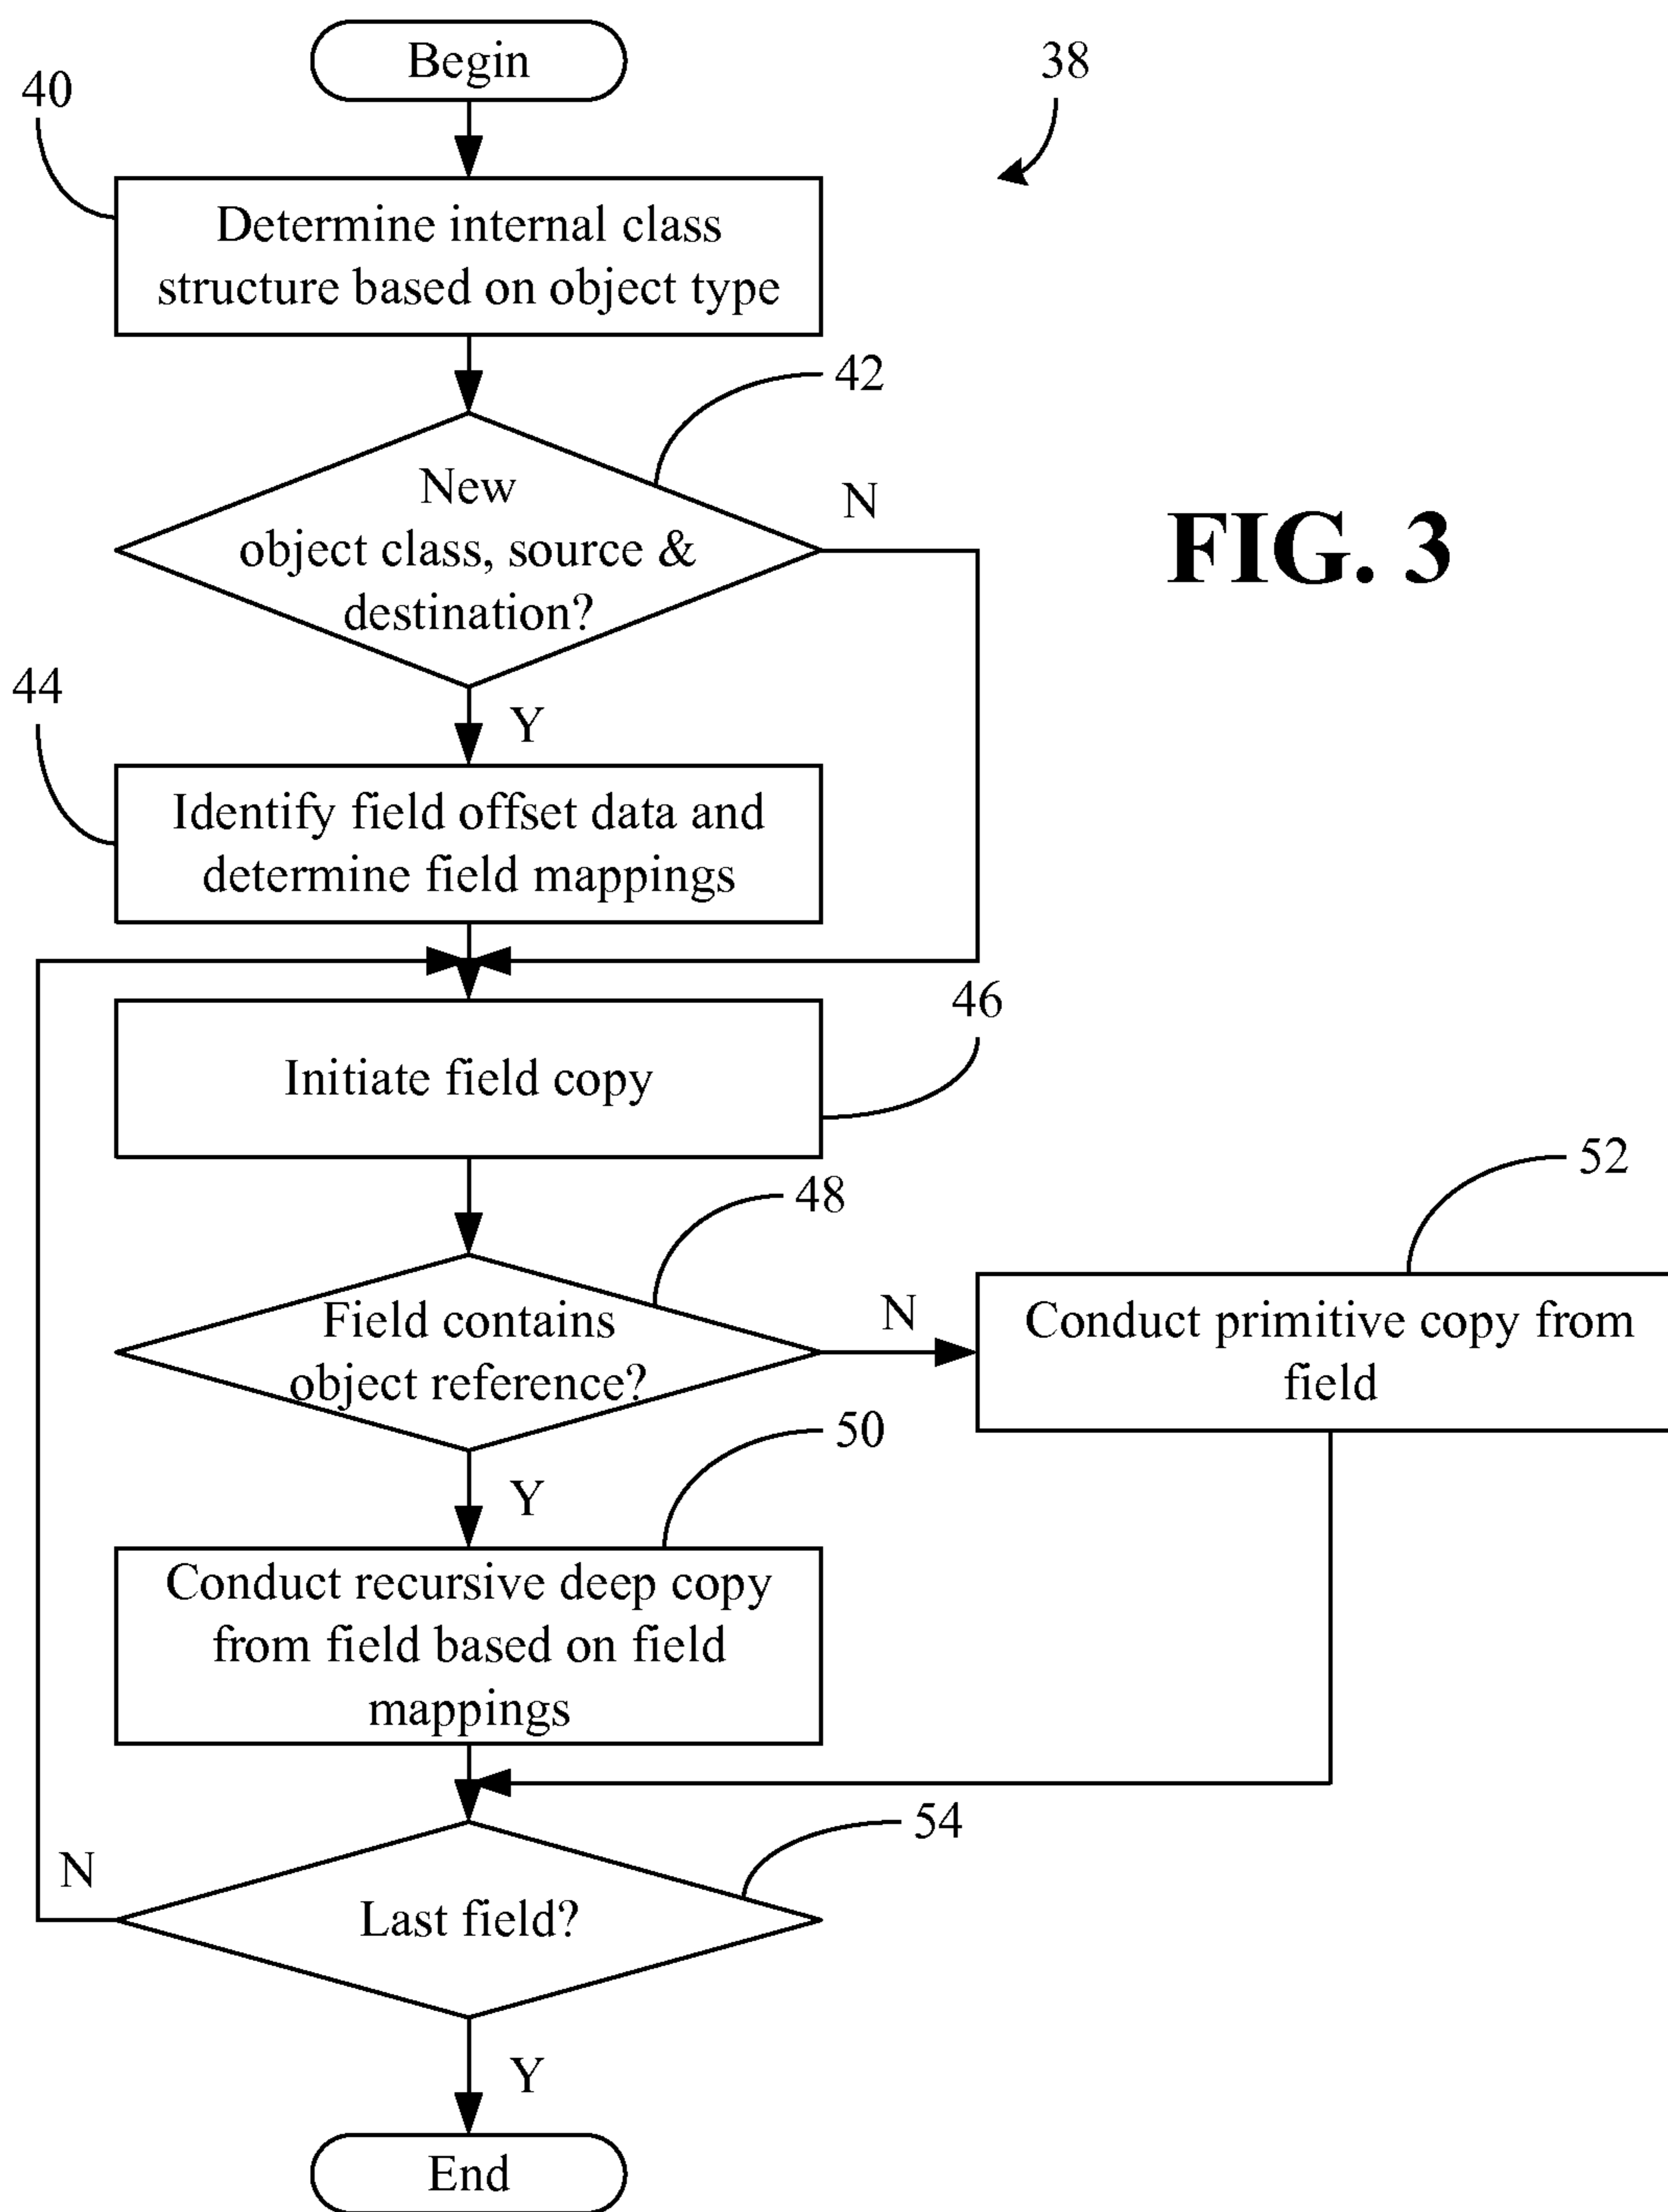 Begin
38
40
Determine internal class
structure based on object type
42
New
object class, source &
destination?
N
FIG. 3
44
Y
Identify field offset data and
determine field mappings
46
Initiate field copy
48
52
Field contains
object reference?
N
Conduct primitive copy from
field
50
Y
Conduct recursive deep copy
from field based on field
mappings
54
N
Last field?
Y
End